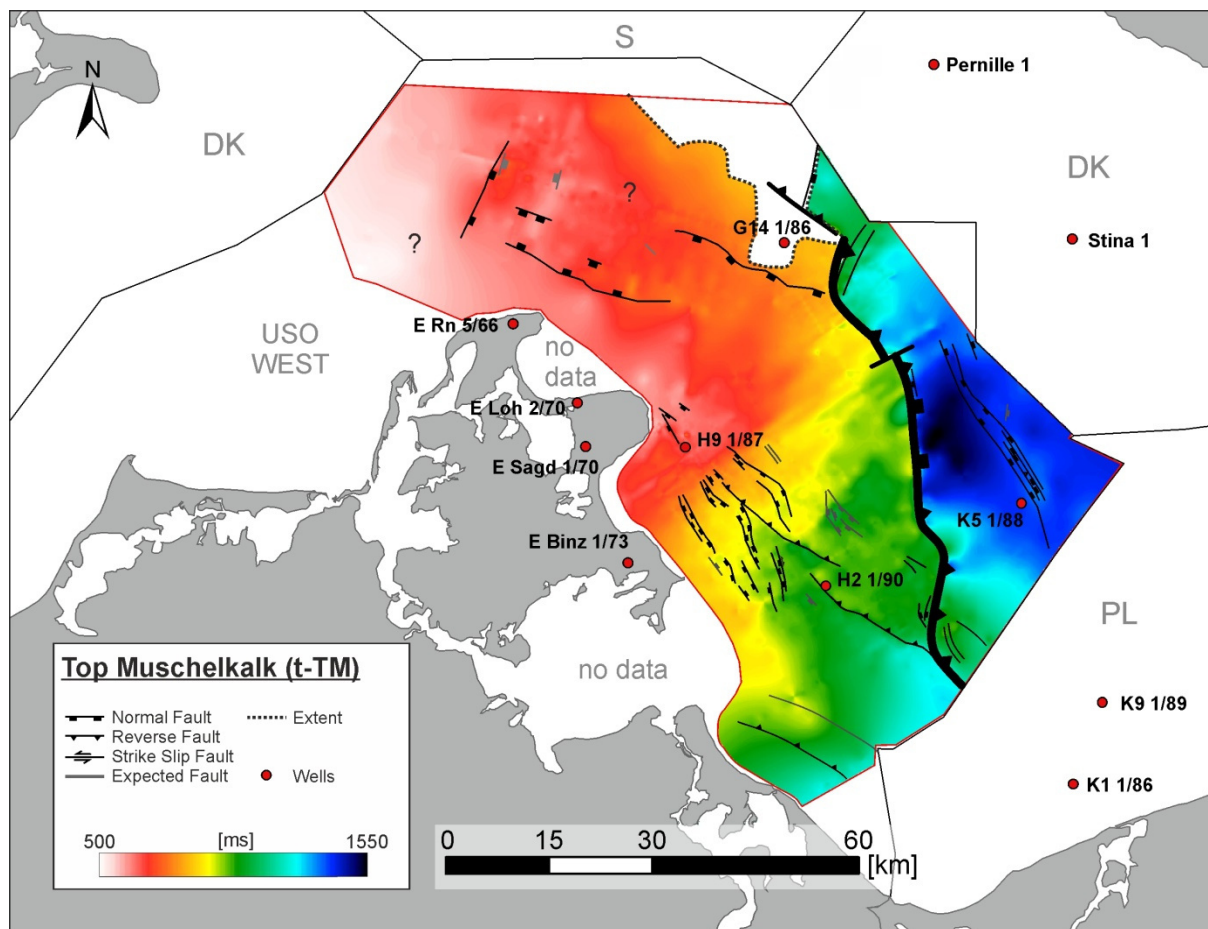 S
Pernille 1
N
DK
DK
?
?
G14 1/86
Stina 1
E Rn 5/66
USO
WEST
no
data
E Loh 2/70
H9 1/87
E Sagd 1/70
K5 1/88
E Binz 1/73
H2 1/90
PL
no data
Top Muschelkalk (t-TM)
Normal Fault
Extent
Reverse Fault
Strike Slip Fault
Expected Fault
Wells
500 [ms] 1550
K9 1/89
K1 1/86
0 15 30 60
[km]